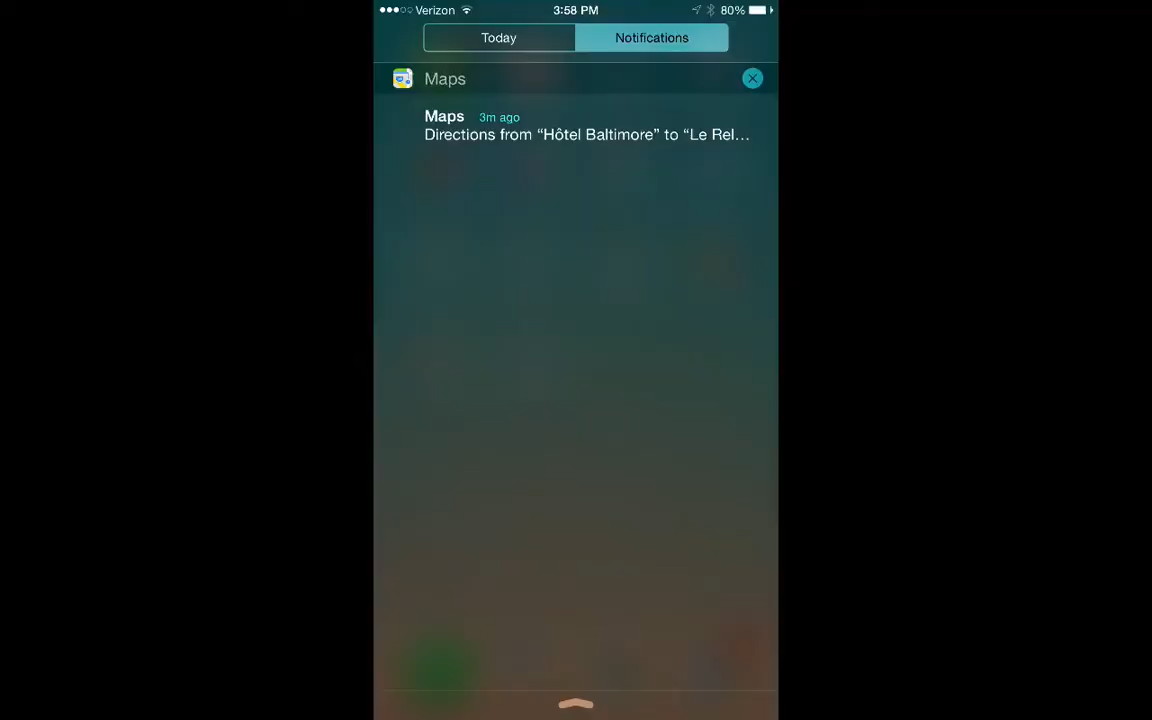 Verizon 3:58 PM 80%
Today Notifications
Maps
Maps 3m ago
Directions from “Hôtel Baltimore” to “Le Rel…